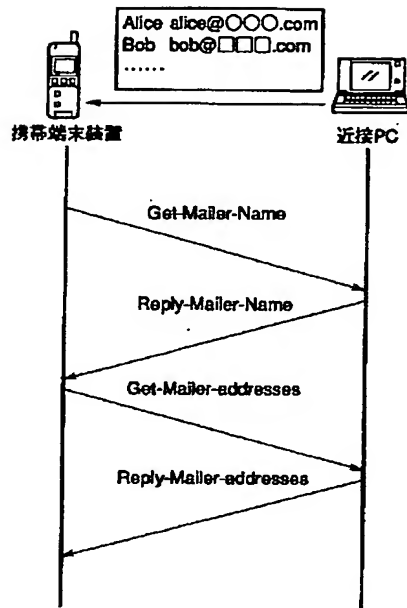 Alice alice@○○○.com
Bob bob@□□□.com
……
携帯端末装置
近接PC
Get-Mailer-Name
Reply-Mailer-Name
Get-Mailer-addresses
Reply-Mailer-addresses